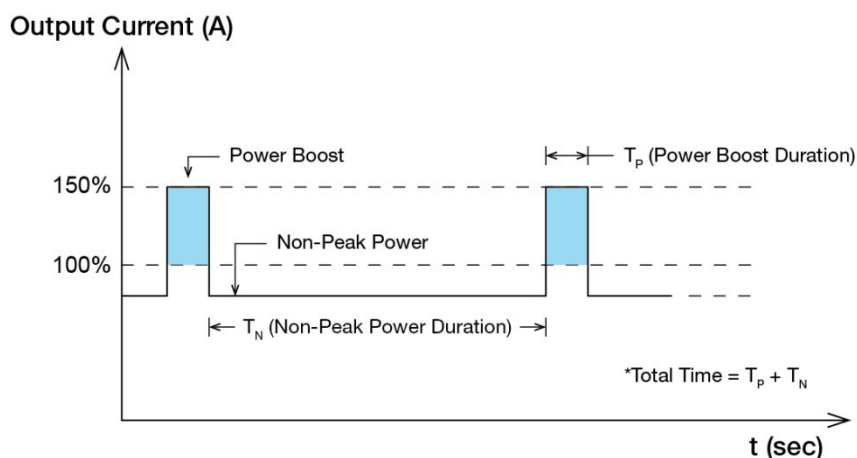 Output Current (A)
Power Boost
T_P (Power Boost Duration)
150%
Non-Peak Power
100%
T_N (Non-Peak Power Duration)
*Total Time = T_P + T_N
t (sec)